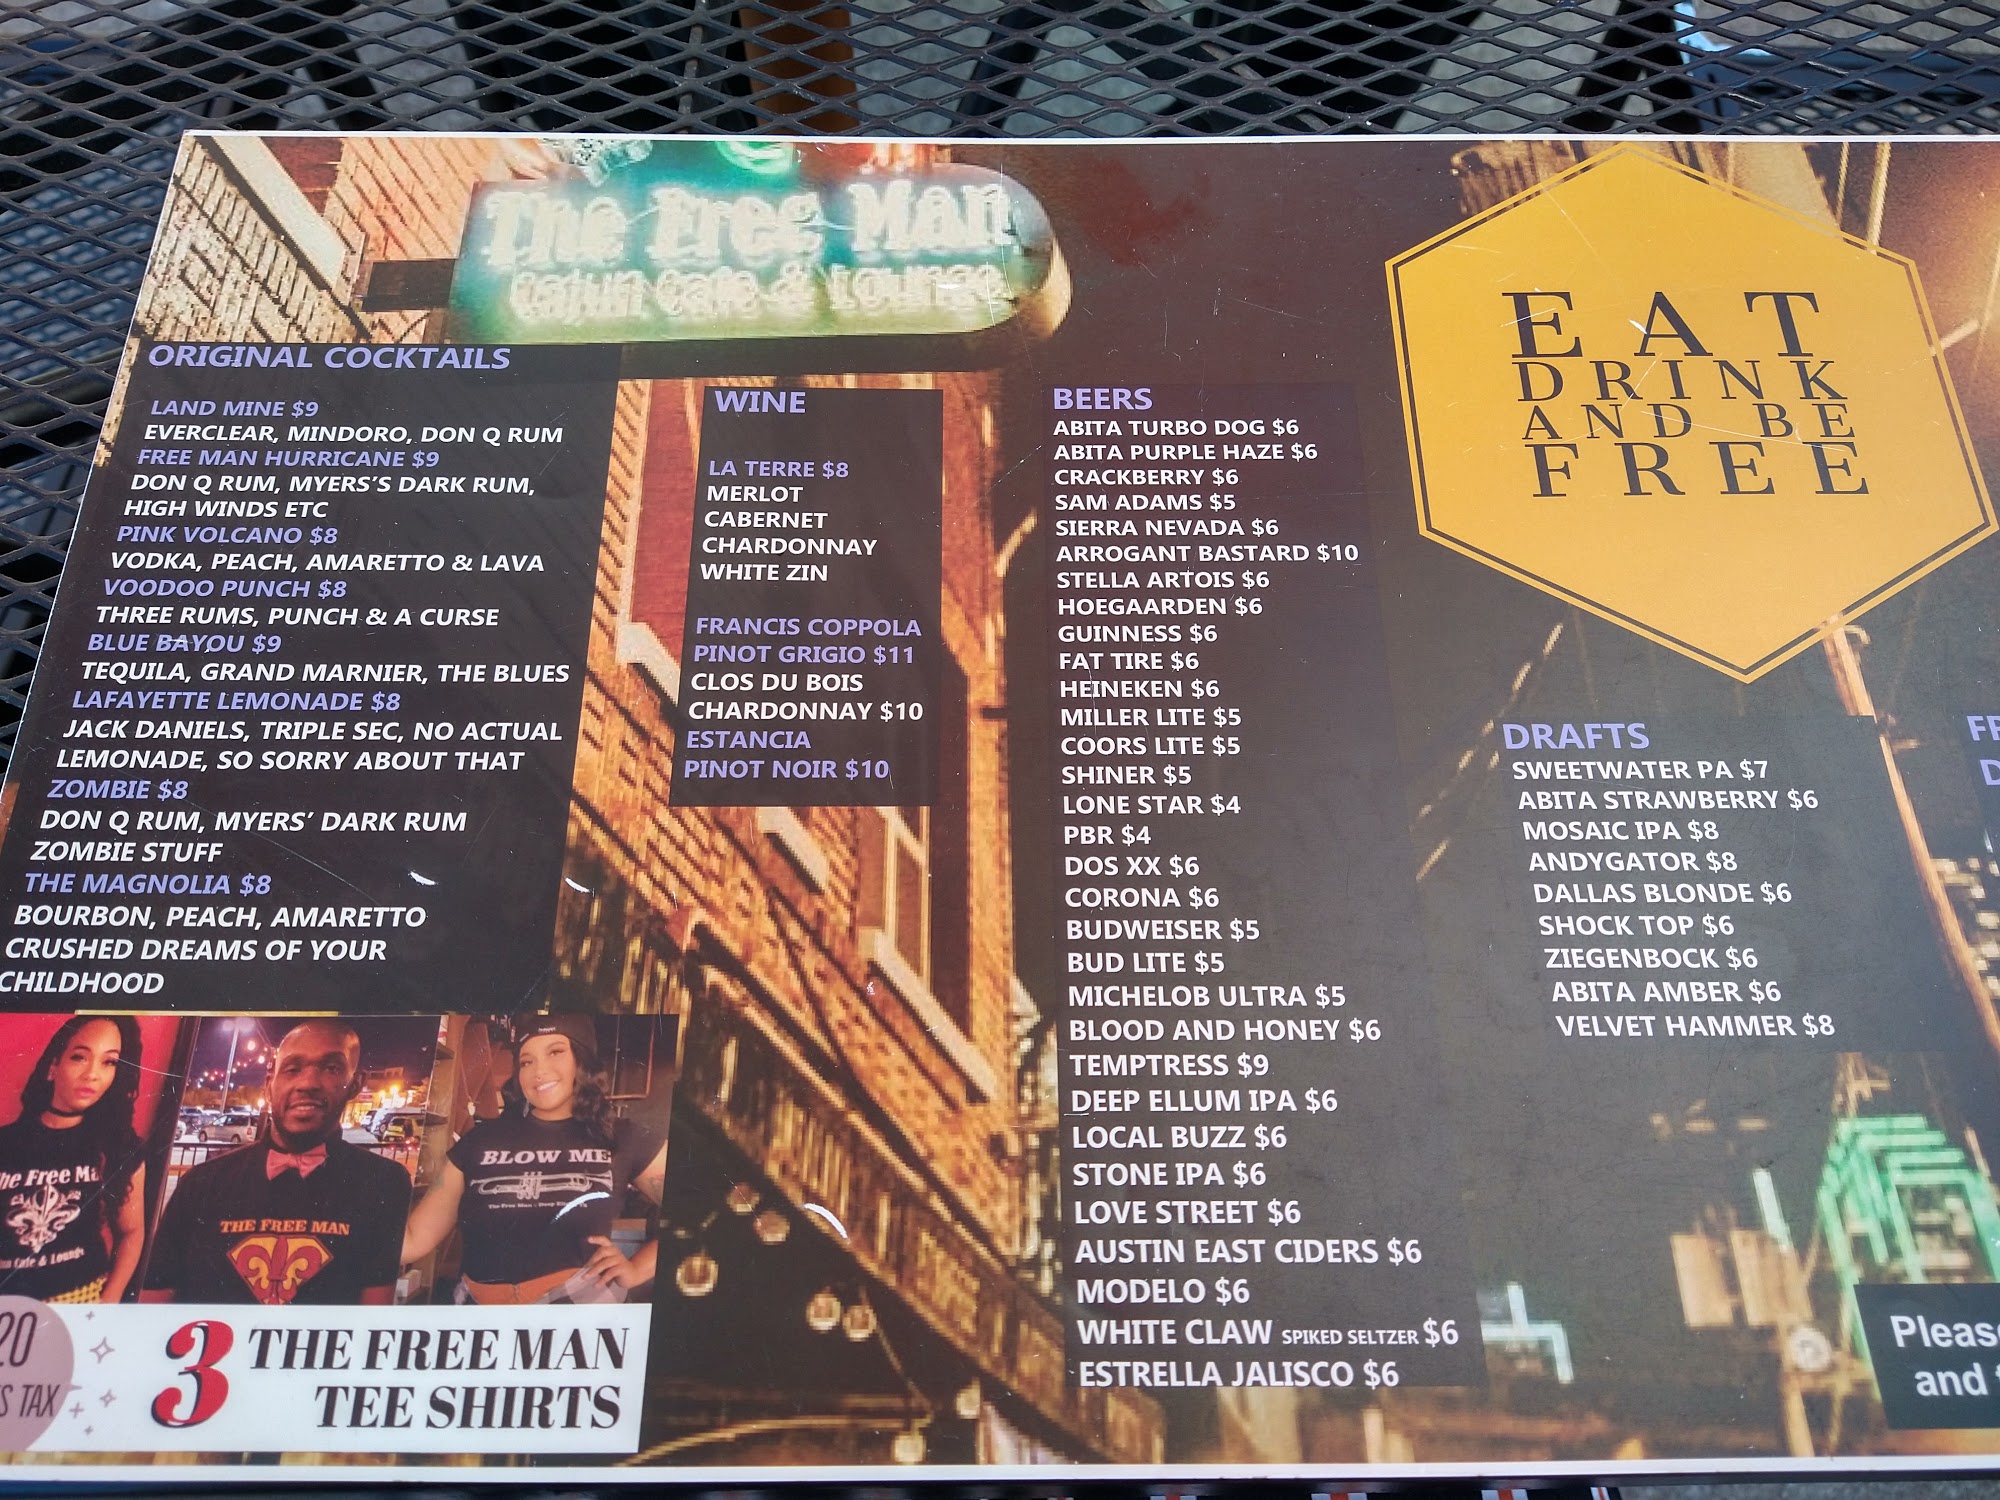 The Free Man
Cajun Cafe & Lounge
ORIGINAL COCKTAILS
LAND MINE $9
EVERCLEAR, MINDORO, DON Q RUM
FREE MAN HURRICANE $9
DON Q RUM, MYERS'S DARK RUM,
HIGH WINDS ETC
PINK VOLCANO $8
VODKA, PEACH, AMARETTO & LAVA
VOODOO PUNCH $8
THREE RUMS, PUNCH & A CURSE
BLUE BAYOU $9
TEQUILA, GRAND MARNIER, THE BLUES
LAFAYETTE LEMONADE $8
JACK DANIELS, TRIPLE SEC, NO ACTUAL
LEMONADE, SO SORRY ABOUT THAT
ZOMBIE $8
DON Q RUM, MYERS' DARK RUM
ZOMBIE STUFF
THE MAGNOLIA $8
BOURBON, PEACH, AMARETTO
CRUSHED DREAMS OF YOUR
CHILDHOOD
WINE
LA TERRE $8
MERLOT
CABERNET
CHARDONNAY
WHITE ZIN
FRANCIS COPPOLA
PINOT GRIGIO $11
CLOS DU BOIS
CHARDONNAY $10
ESTANCIA
PINOT NOIR $10
BEERS
ABITA TURBO DOG $6
ABITA PURPLE HAZE $6
CRACKBERRY $6
SAM ADAMS $5
SIERRA NEVADA $6
ARROGANT BASTARD $10
STELLA ARTOIS $6
HOEGAARDEN $6
GUINNESS $6
FAT TIRE $6
HEINEKEN $6
MILLER LITE $5
COORS LITE $5
SHINER $5
LONE STAR $4
PBR $4
DOS XX $6
CORONA $6
BUDWEISER $5
BUD LITE $5
MICHELOB ULTRA $5
BLOOD AND HONEY $6
TEMPTRESS $9
DEEP ELLUM IPA $6
LOCAL BUZZ $6
STONE IPA $6
LOVE STREET $6
AUSTIN EAST CIDERS $6
MODELO $6
WHITE CLAW SPIKED SELTZER $6
ESTRELLA JALISCO $6
EAT
DRINK
AND BE
FREE
DRAFTS
SWEETWATER PA $7
ABITA STRAWBERRY $6
MOSAIC IPA $8
ANDYGATOR $8
DALLAS BLONDE $6
SHOCK TOP $6
ZIEGENBOCK $6
ABITA AMBER $6
VELVET HAMMER $8
FR
D
Pleas
and
he Free Ma
un Cafe & Lounge
THE FREE MAN
BLOW ME
20
S TAX
3 THE FREE MAN
TEE SHIRTS